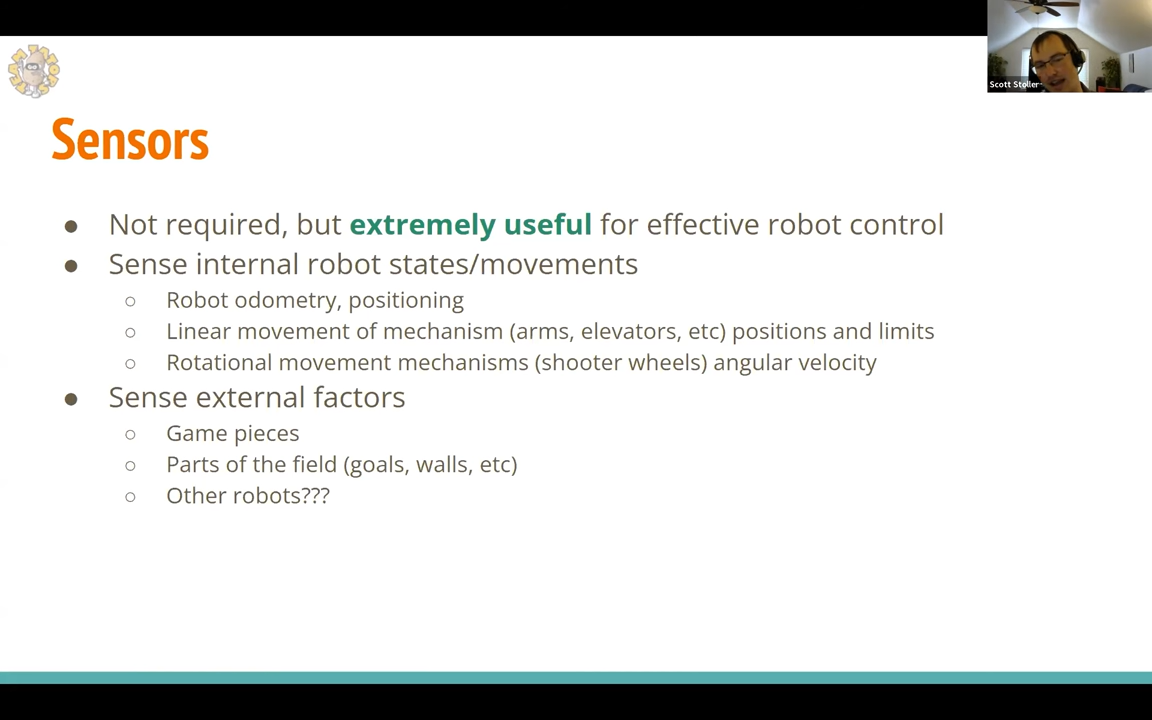 Scott Stoller
Sensors
● Not required, but extremely useful for effective robot control
● Sense internal robot states/movements
○ Robot odometry, positioning
○ Linear movement of mechanism (arms, elevators, etc) positions and limits
○ Rotational movement mechanisms (shooter wheels) angular velocity
● Sense external factors
○ Game pieces
○ Parts of the field (goals, walls, etc)
○ Other robots???